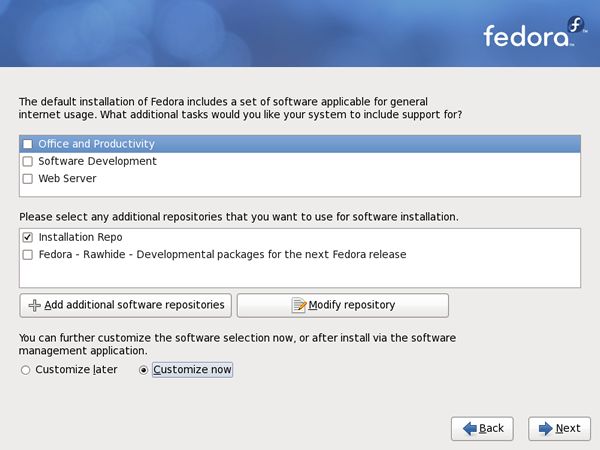 fedora
The default installation of Fedora includes a set of software applicable for general
internet usage. What additional tasks would you like your system to include support for?
Office and Productivity
Software Development
Web Server
Please select any additional repositories that you want to use for software installation.
Installation Repo
Fedora - Rawhide - Developmental packages for the next Fedora release
Add additional software repositories
Modify repository
You can further customize the software selection now, or after install via the software
management application.
Customize later
Customize now
Back
Next